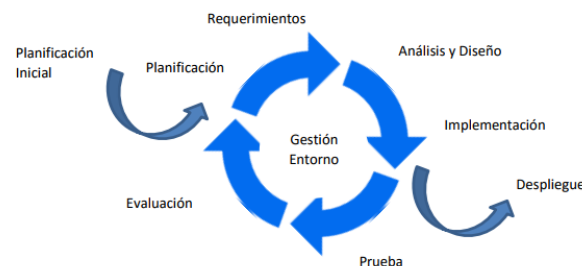 Requerimientos
Planificación
Inicial
Planificación
Análisis y Diseño
Gestión
Entorno
Implementación
Evaluación
Despliegue
Prueba